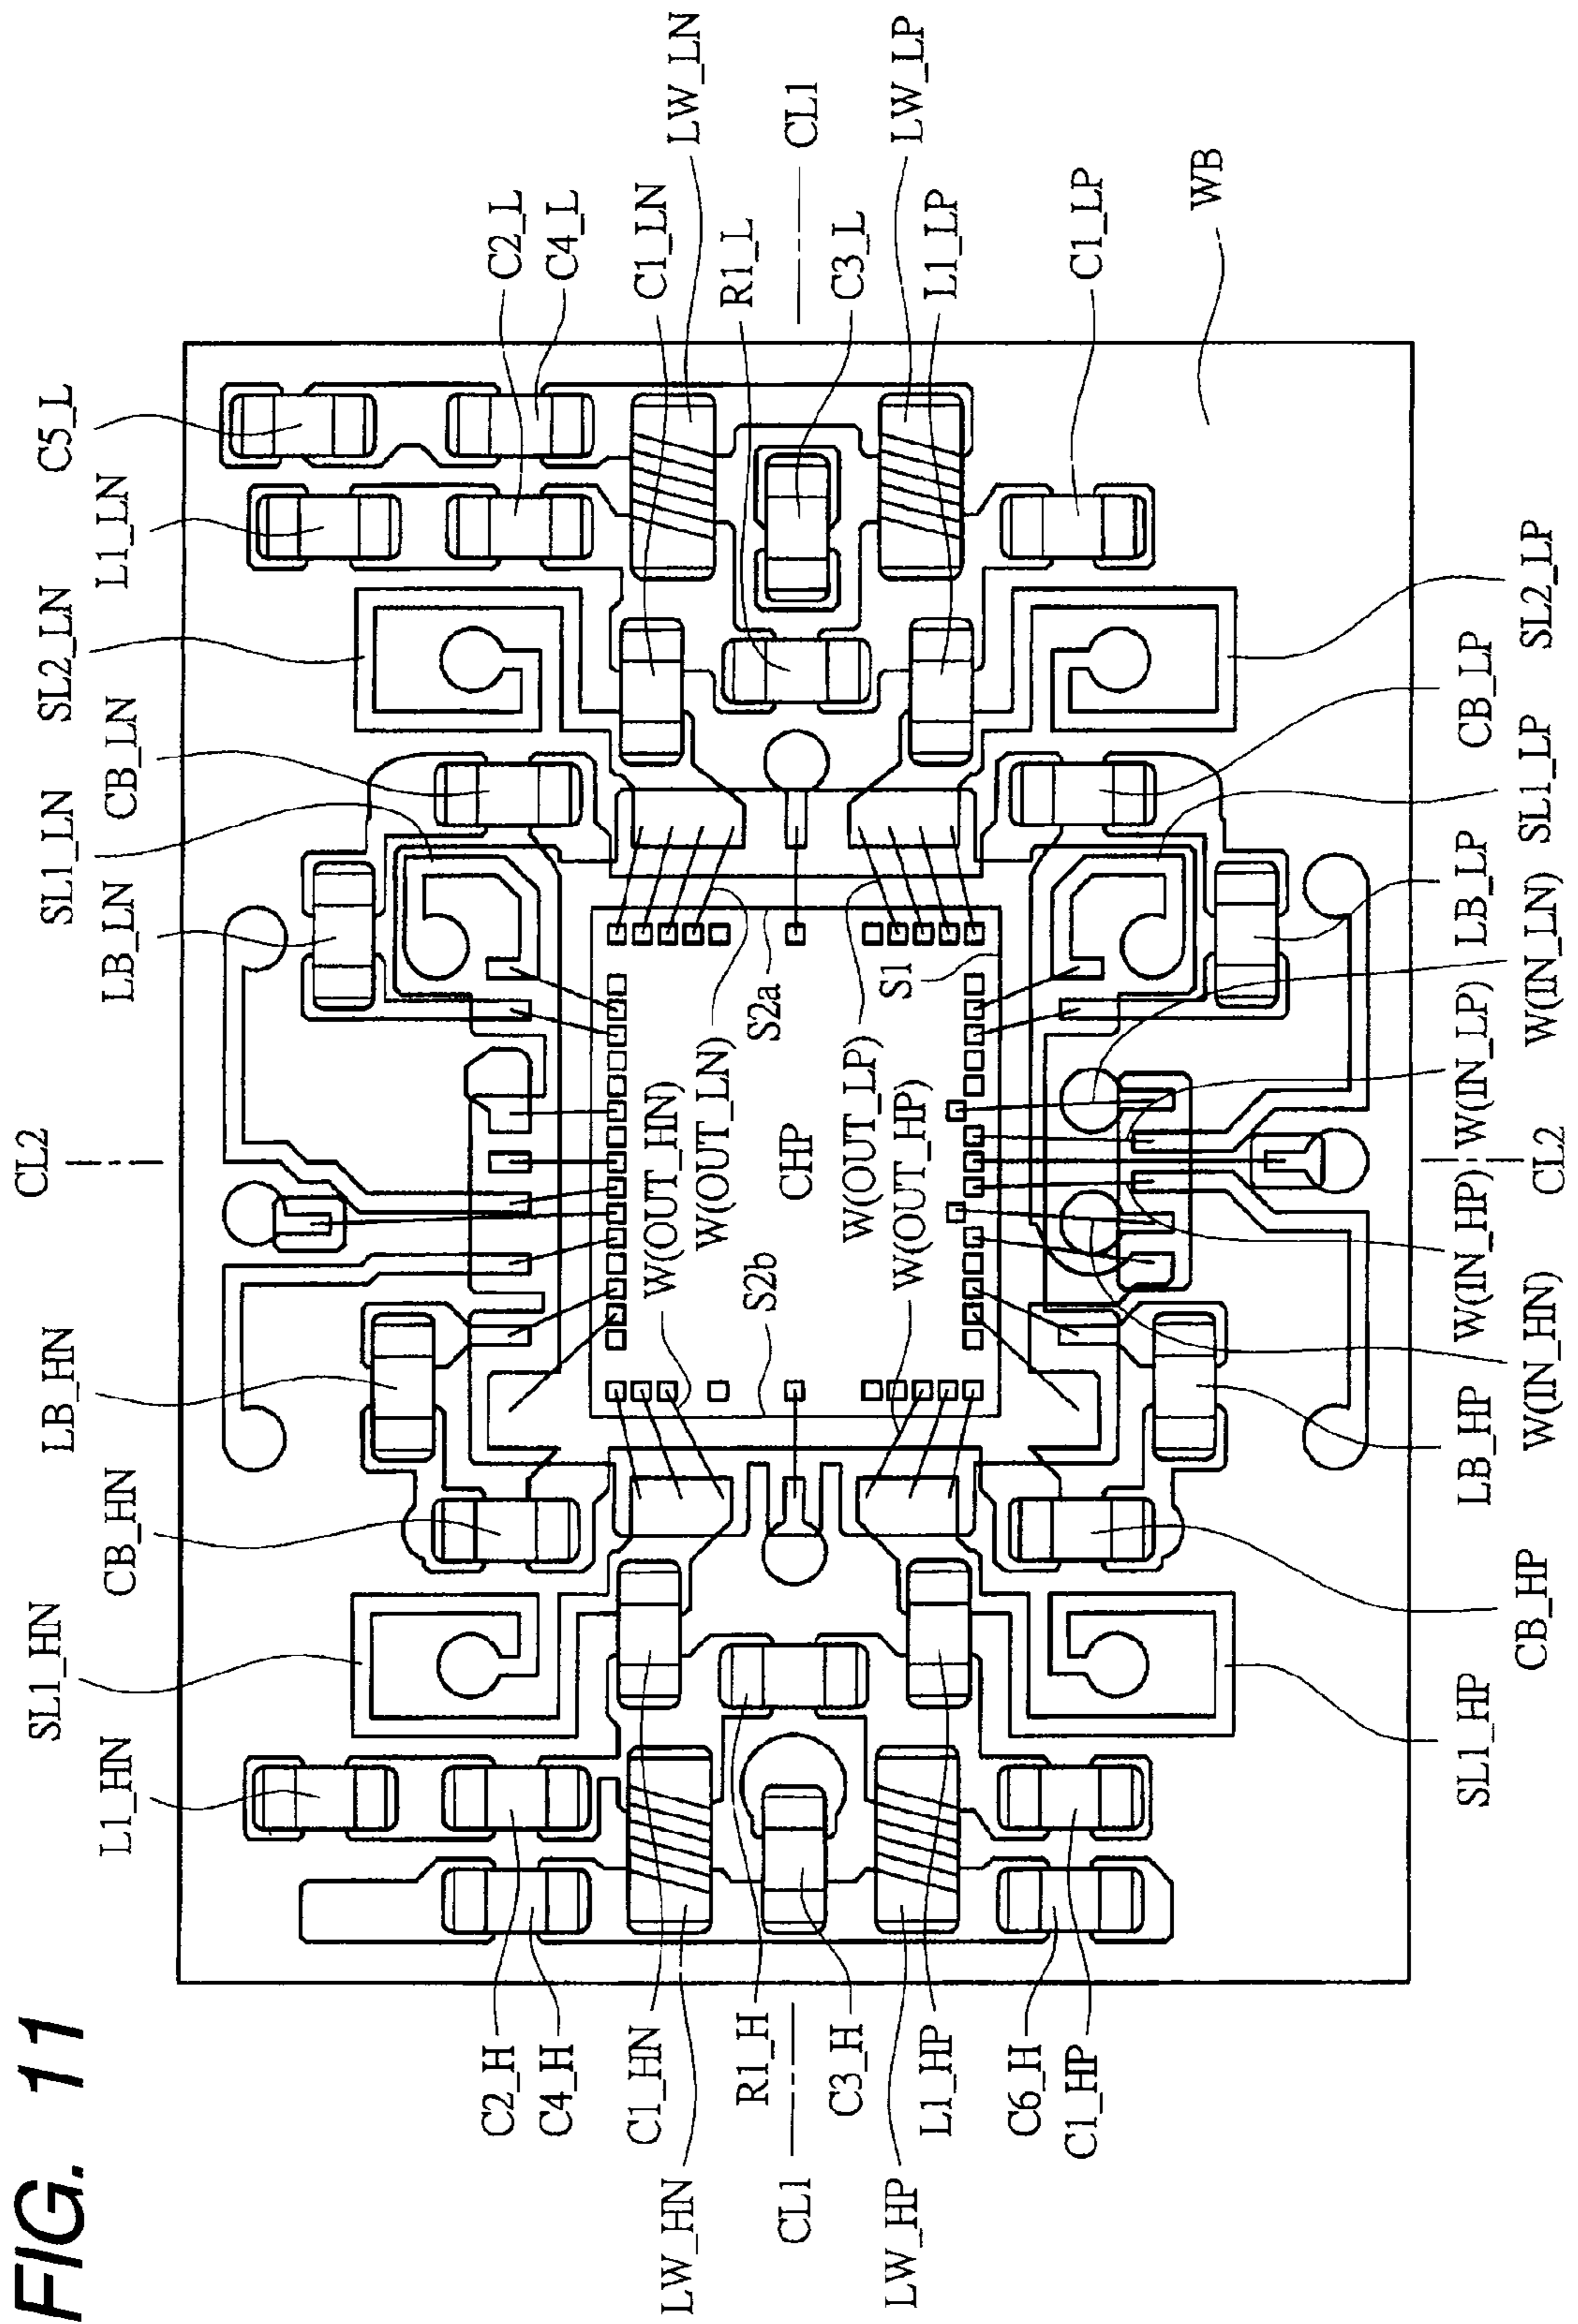 FIG. 11
L1_HN
SL1_HN
CB_HN
LB_HN
CL2
LB_LN
SL1_LN
CB_LN
SL2_LN
L1_LN
C5_L
C2_H
C4_H
C1_HN
LW_HN
R1_H
CL1
C3_H
LW_HP
L1_HP
C6_H
C1_HP
C2_L
C4_L
C1_LN
LW_LN
R1_L
CL1
C3_L
LW_LP
L1_LP
C1_LP
WB
W(OUT_HN)
W(OUT_LN)
S2b
CHP
S2a
W(OUT_LP)
W(OUT_HP)
S1
SL1_HP
CB_HP
LB_HP
W(IN_HN)
W(IN_HP)
CL2
W(IN_LP)
W(IN_LN)
LB_LP
SL1_LP
CB_LP
SL2_LP